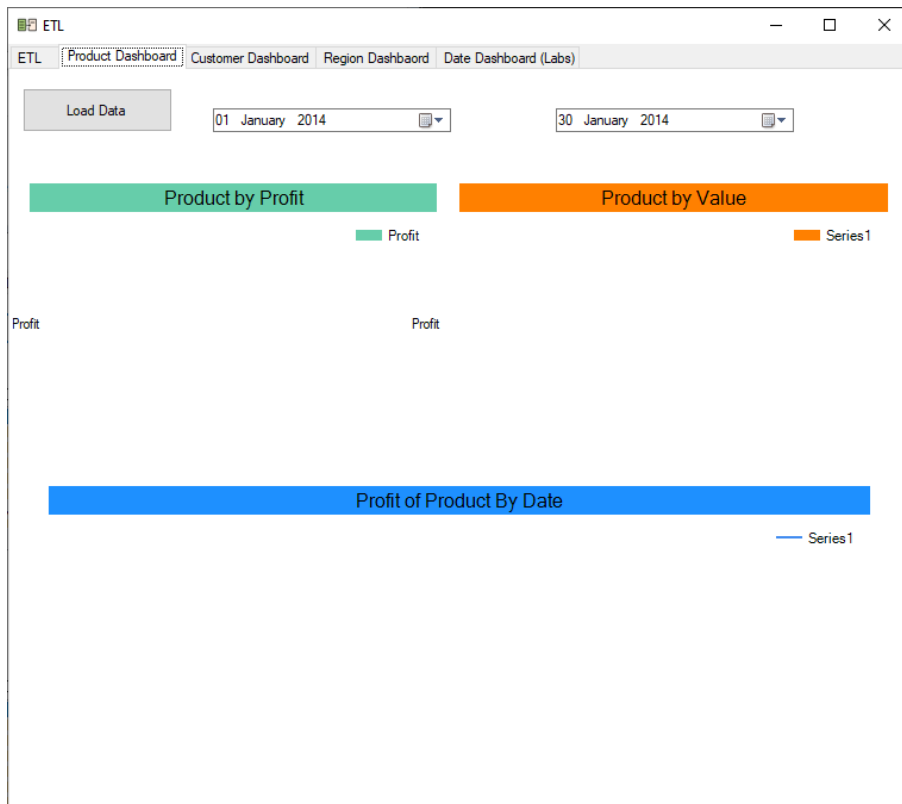 ETL
ETL Product Dashboard Customer Dashboard Region Dashbaord Date Dashboard (Labs)
Load Data
01 January 2014 30 January 2014
Product by Profit Product by Value
Profit Series1
Profit Profit
Profit of Product By Date
Series1